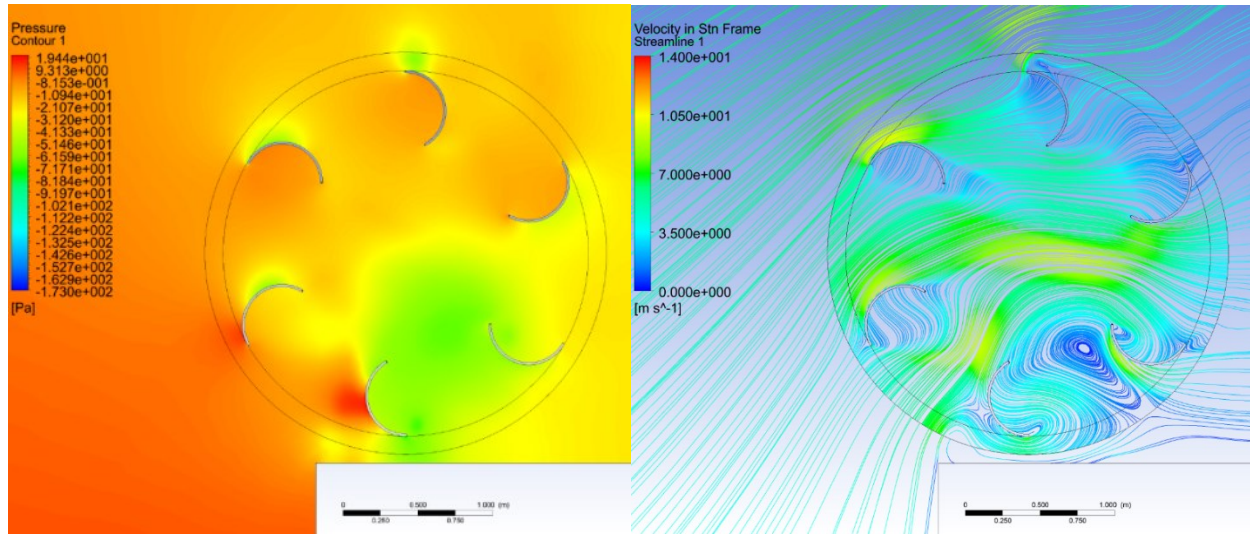 Pressure
Contour 1
1.944e+001
9.313e+000
-8.153e-001
-1.094e+001
-2.107e+001
-3.120e+001
-4.133e+001
-5.146e+001
-6.159e+001
-7.171e+001
-8.184e+001
-9.197e+001
-1.021e+002
-1.122e+002
-1.224e+002
-1.325e+002
-1.426e+002
-1.527e+002
-1.629e+002
-1.730e+002
[Pa]
0 0.500 1.000 (m)
0.250 0.750
Velocity in Stn Frame
Streamline 1
1.400e+001
1.050e+001
7.000e+000
3.500e+000
0.000e+000
[m s^-1]
0 0.500 1.000 (m)
0.250 0.750